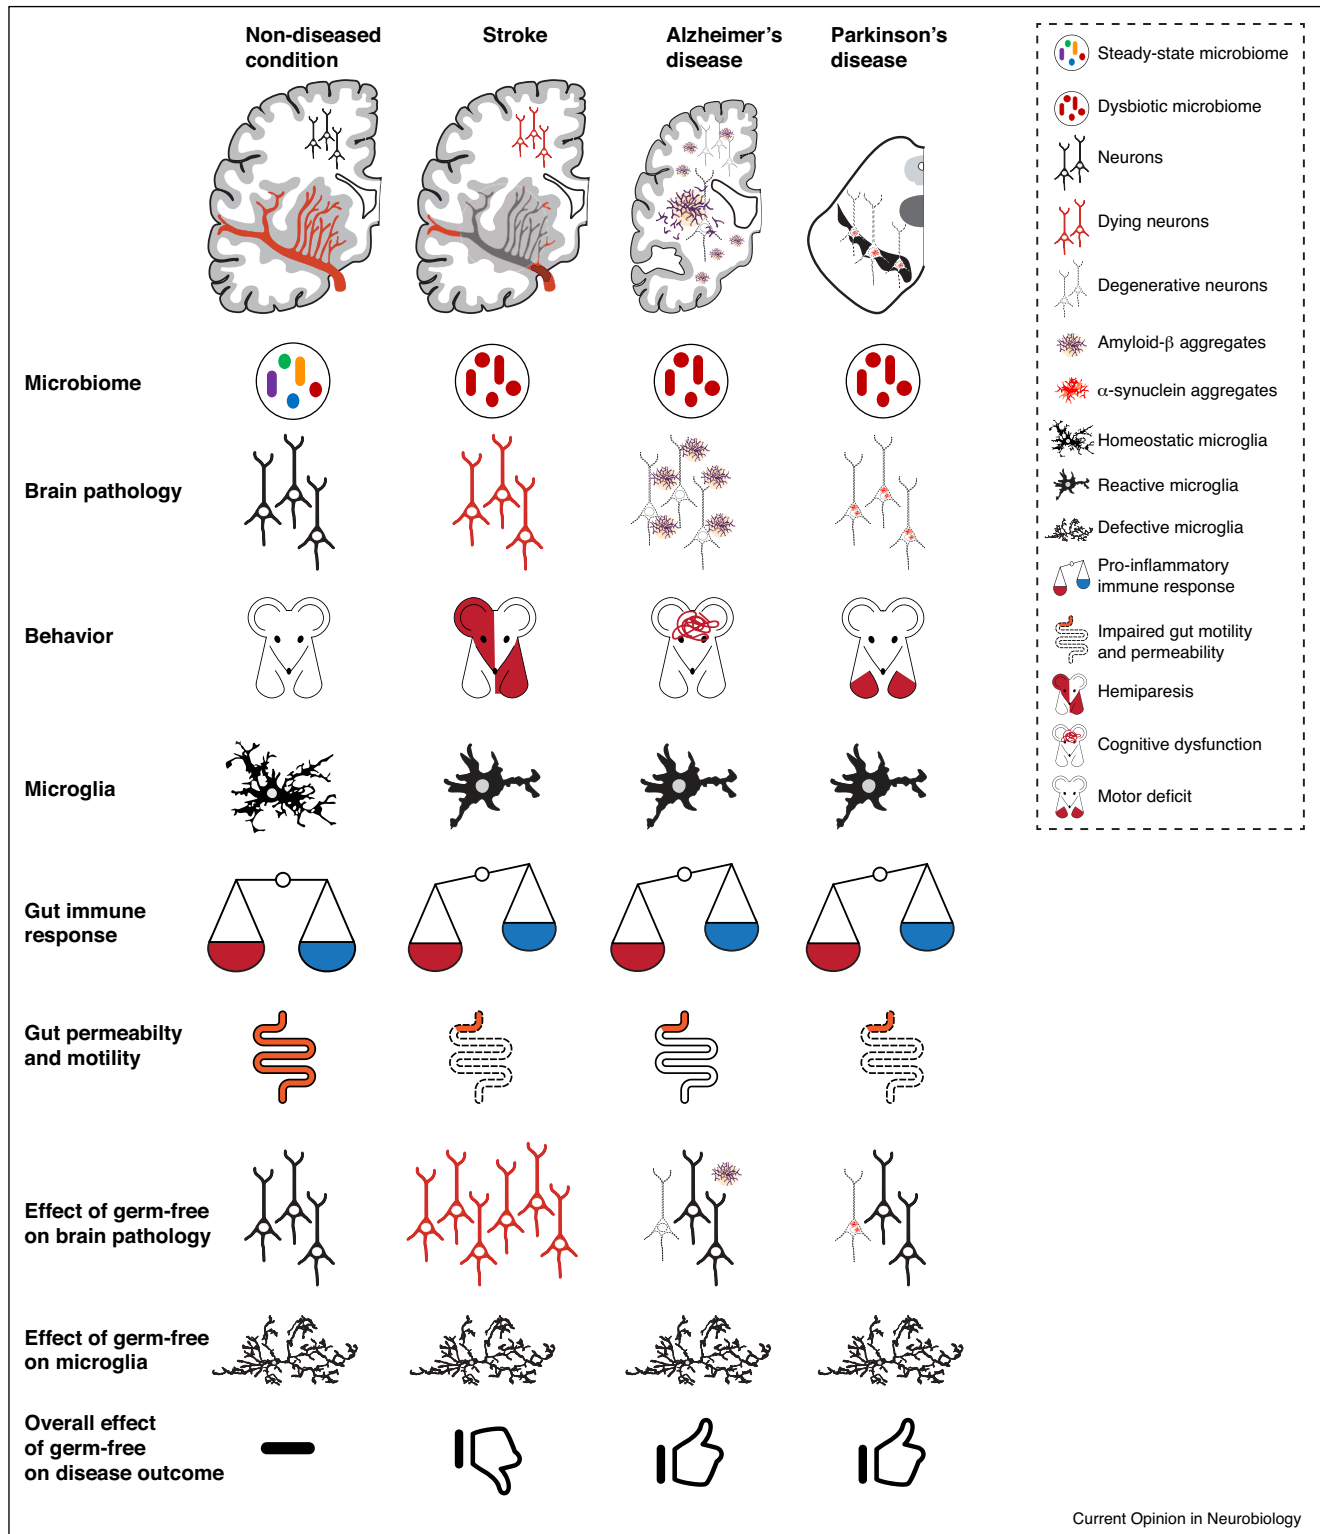 Non-diseased
condition
Stroke
Alzheimer's
disease
Parkinson's
disease
Microbiome
Brain pathology
Behavior
Microglia
Gut immune
response
Gut permeabilty
and motility
Effect of germ-free
on brain pathology
Effect of germ-free
on microglia
Overall effect
of germ-free
on disease outcome
Steady-state microbiome
Dysbiotic microbiome
Neurons
Dying neurons
Degenerative neurons
Amyloid-β aggregates
α-synuclein aggregates
Homeostatic microglia
Reactive microglia
Defective microglia
Pro-inflammatory
immune response
Impaired gut motility
and permeability
Hemiparesis
Cognitive dysfunction
Motor deficit
Current Opinion in Neurobiology